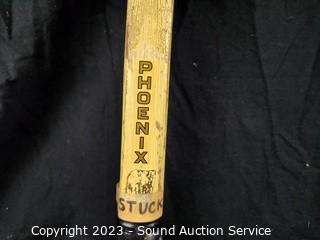 PHOENIX
STUCK
Copyright 2023 - Sound Auction Service